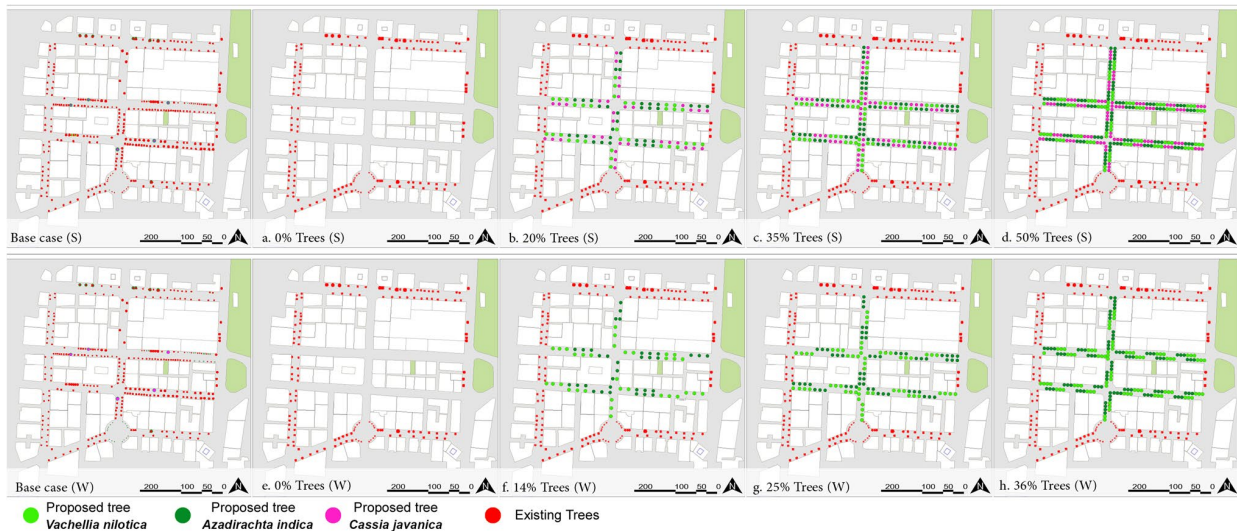 Base case (S)
200 100 50 0 N
a. 0% Trees (S)
200 100 50 0 N
b. 20% Trees (S)
200 100 50 0 N
c. 35% Trees (S)
200 100 50 0 N
d. 50% Trees (S)
200 100 50 0 N
Base case (W)
200 100 50 0 N
e. 0% Trees (W)
200 100 50 0 N
f. 14% Trees (W)
200 100 50 0 N
g. 25% Trees (W)
200 100 50 0 N
h. 36% Trees (W)
200 100 50 0 N
Proposed tree
Vachellia nilotica
Proposed tree
Azadirachta indica
Proposed tree
Cassia javanica
Existing Trees